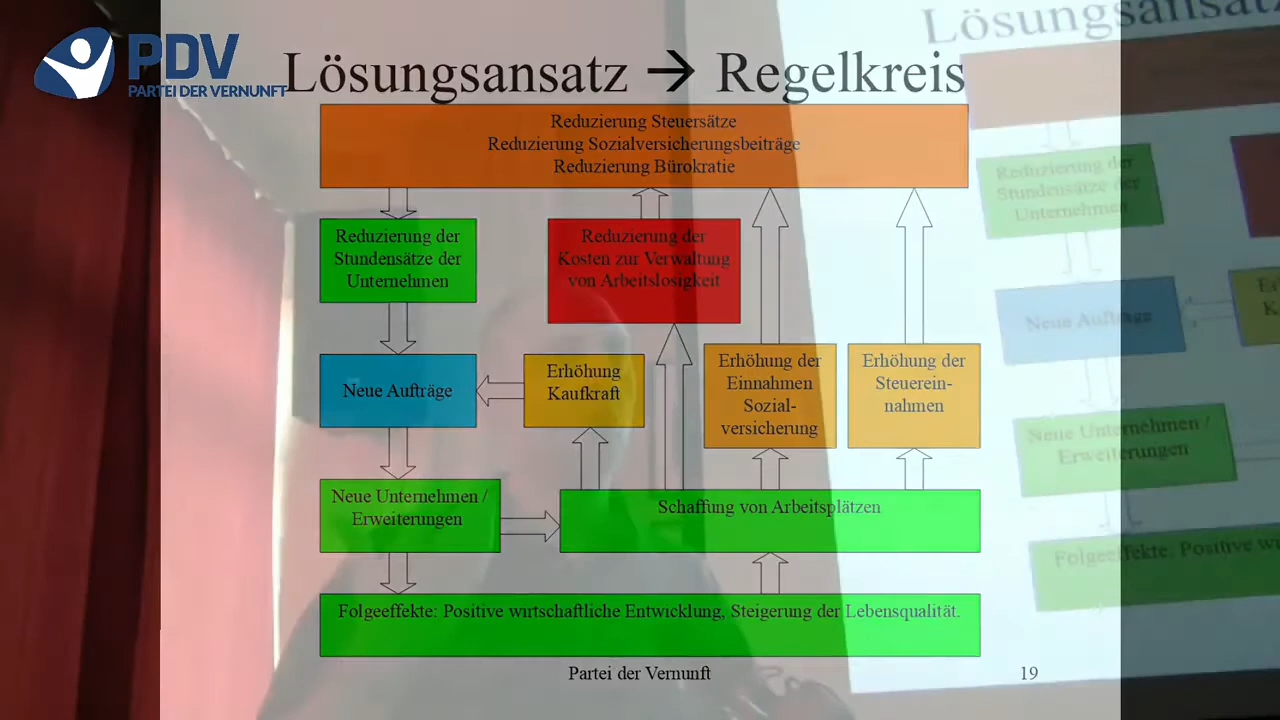 PDV
PARTEI DER VERNUNFT
Lösungsansatz → Regelkreis
Reduzierung Steuersätze
Reduzierung Sozialversicherungsbeiträge
Reduzierung Bürokratie
Reduzierung der
Stundensätze der
Unternehmen
Reduzierung der
Kosten zur Verwaltung
von Arbeitslosigkeit
Neue Aufträge
Erhöhung
Kaufkraft
Erhöhung der
Einnahmen
Sozial-
versicherung
Erhöhung der
Steuerein-
nahmen
Neue Unternehmen /
Erweiterungen
Schaffung von Arbeitsplätzen
Folgeeffekte: Positive wirtschaftliche Entwicklung, Steigerung der Lebensqualität.
Partei der Vernunft
19
Lösungsansatz
Reduzierung der
Stundensätze der
Unternehmen
Neue Aufträge
Neue Unternehmen /
Erweiterungen
Folgeeffekte: Positive